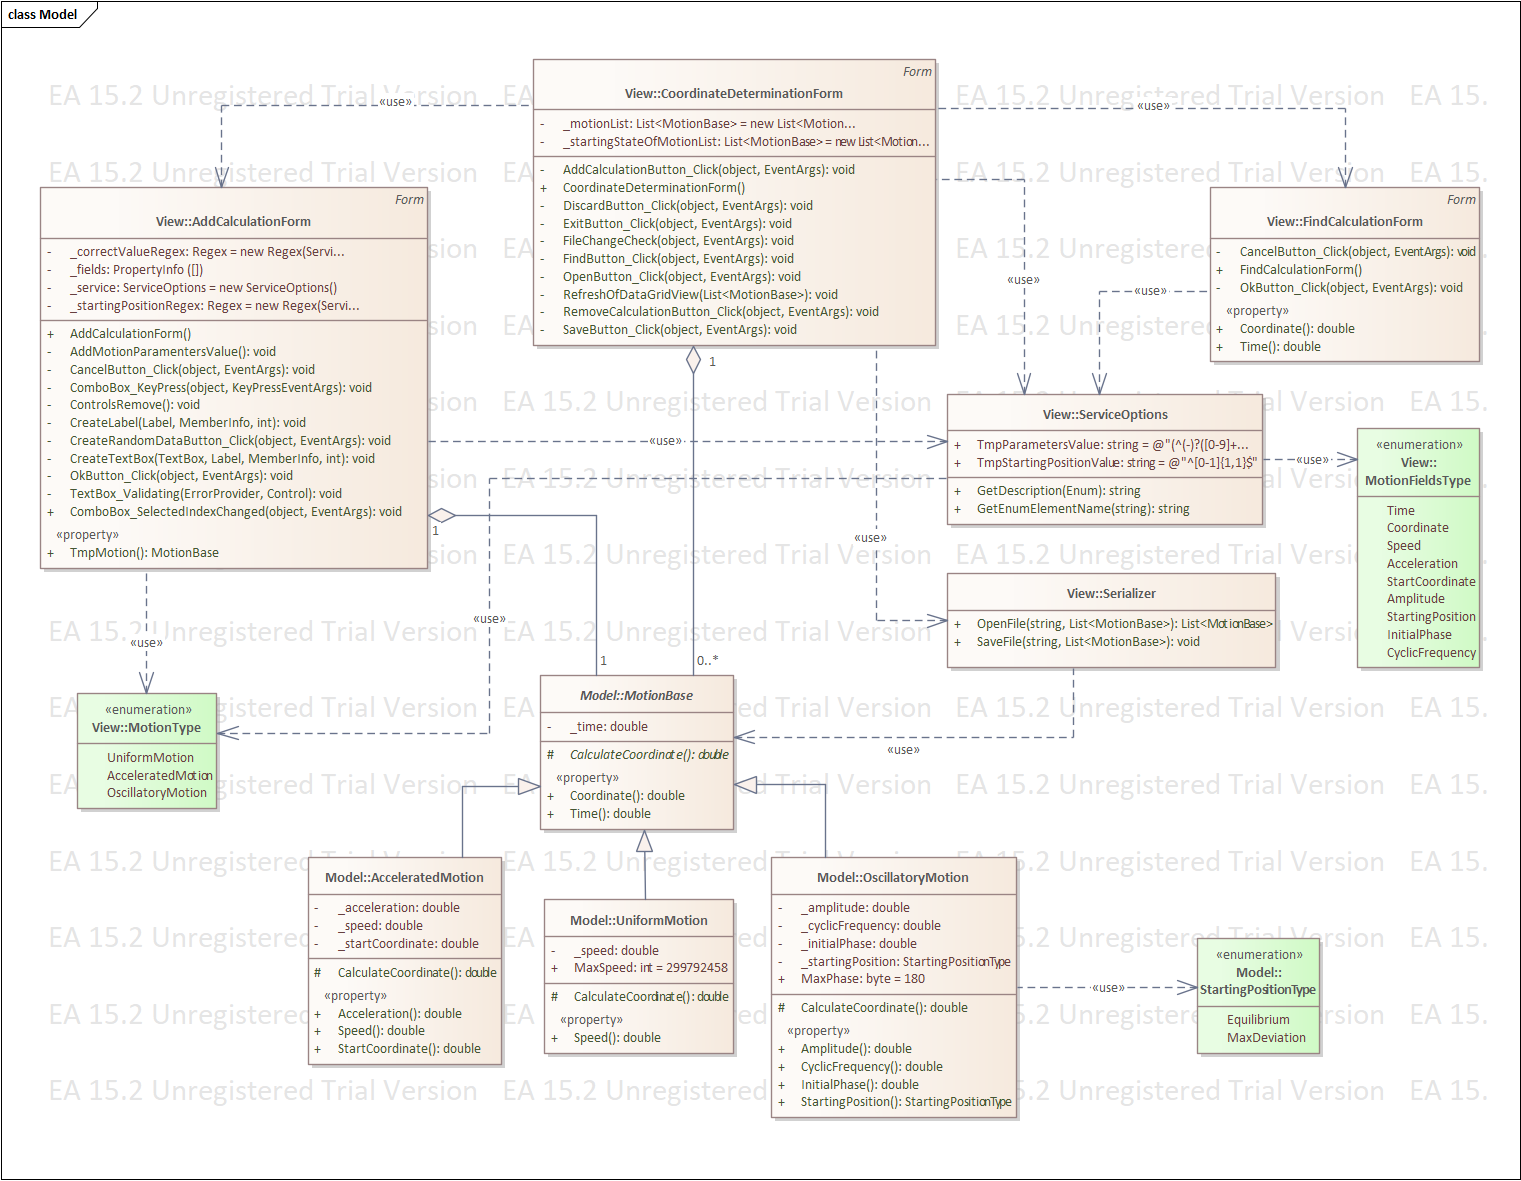 class Model
Form
View::CoordinateDeterminationForm
- _motionList: List<MotionBase> = new List<Motion...
- _startingStateOfMotionList: List<MotionBase> = new List<Motion...
- AddCalculationButton_Click(object, EventArgs): void
+ CoordinateDeterminationForm()
- DiscardButton_Click(object, EventArgs): void
- ExitButton_Click(object, EventArgs): void
- FileChangeCheck(object, EventArgs): void
- FindButton_Click(object, EventArgs): void
- OpenButton_Click(object, EventArgs): void
- RefreshOfDataGridView(List<MotionBase>): void
- RemoveCalculationButton_Click(object, EventArgs): void
- SaveButton_Click(object, EventArgs): void
«use»
«use»
«use»
«use»
1
Form
View::AddCalculationForm
- _correctValueRegex: Regex = new Regex(Servi...
- _fields: PropertyInfo ([])
- _service: ServiceOptions = new ServiceOptions()
- _startingPositionRegex: Regex = new Regex(Servi...
+ AddCalculationForm()
- AddMotionParamentersValue(): void
- CancelButton_Click(object, EventArgs): void
- ComboBox_KeyPress(object, KeyPressEventArgs): void
- ControlsRemove(): void
- CreateLabel(Label, MemberInfo, int): void
- CreateRandomDataButton_Click(object, EventArgs): void
- CreateTextBox(TextBox, Label, MemberInfo, int): void
- OkButton_Click(object, EventArgs): void
- TextBox_Validating(ErrorProvider, Control): void
+ ComboBox_SelectedIndexChanged(object, EventArgs): void
«property»
+ TmpMotion(): MotionBase
«use»
«use»
1
1
0..*
Form
View::FindCalculationForm
- CancelButton_Click(object, EventArgs): void
+ FindCalculationForm()
- OkButton_Click(object, EventArgs): void
«property»
+ Coordinate(): double
+ Time(): double
«use»
View::ServiceOptions
+ TmpParametersValue: string = @"(^(-)?([0-9]+...
+ TmpStartingPositionValue: string = @"^[0-1]{1,1}$"
+ GetDescription(Enum): string
+ GetEnumElementName(string): string
«use»
«use»
«enumeration»
View::
MotionFieldsType
Time
Coordinate
Speed
Acceleration
StartCoordinate
Amplitude
StartingPosition
InitialPhase
CyclicFrequency
View::Serializer
+ OpenFile(string, List<MotionBase>): List<MotionBase>
+ SaveFile(string, List<MotionBase>): void
«use»
«enumeration»
View::MotionType
UniformMotion
AcceleratedMotion
OscillatoryMotion
Model::MotionBase
- _time: double
# CalculateCoordinate(): double
«property»
+ Coordinate(): double
+ Time(): double
Model::AcceleratedMotion
- _acceleration: double
- _speed: double
- _startCoordinate: double
# CalculateCoordinate(): double
«property»
+ Acceleration(): double
+ Speed(): double
+ StartCoordinate(): double
Model::UniformMotion
- _speed: double
+ MaxSpeed: int = 299792458
# CalculateCoordinate(): double
«property»
+ Speed(): double
Model::OscillatoryMotion
- _amplitude: double
- _cyclicFrequency: double
- _initialPhase: double
- _startingPosition: StartingPositionType
+ MaxPhase: byte = 180
# CalculateCoordinate(): double
«property»
+ Amplitude(): double
+ CyclicFrequency(): double
+ InitialPhase(): double
+ StartingPosition(): StartingPositionType
«use»
«enumeration»
Model::
StartingPositionType
Equilibrium
MaxDeviation
EA 15.2 Unregistered Trial Version